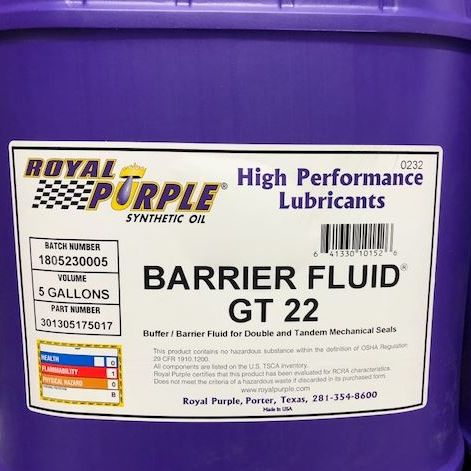 0232
ROYAL
PURPLE®
SYNTHETIC OIL
High Performance
Lubricants
6 41330 10152 6
BATCH NUMBER
1805230005
VOLUME
5 GALLONS
PART NUMBER
301305175017
BARRIER FLUID®
GT 22
Buffer / Barrier Fluid for Double and Tandem Mechanical Seals
HEALTH 0
FLAMMABILITY 1
PHYSICAL HAZARD 0
B
This product contains no hazardous substance within the definition of OSHA Regulation
29 CFR 1910.1200.
All components are listed on the U.S. TSCA inventory.
Royal Purple certifies that this product has been evaluated for RCRA characteristics
Does not meet the criteria of a hazardous waste if discarded in its purchased form.
www.royalpurple.com
Royal Purple, Porter, Texas, 281-354-8600
Made In USA